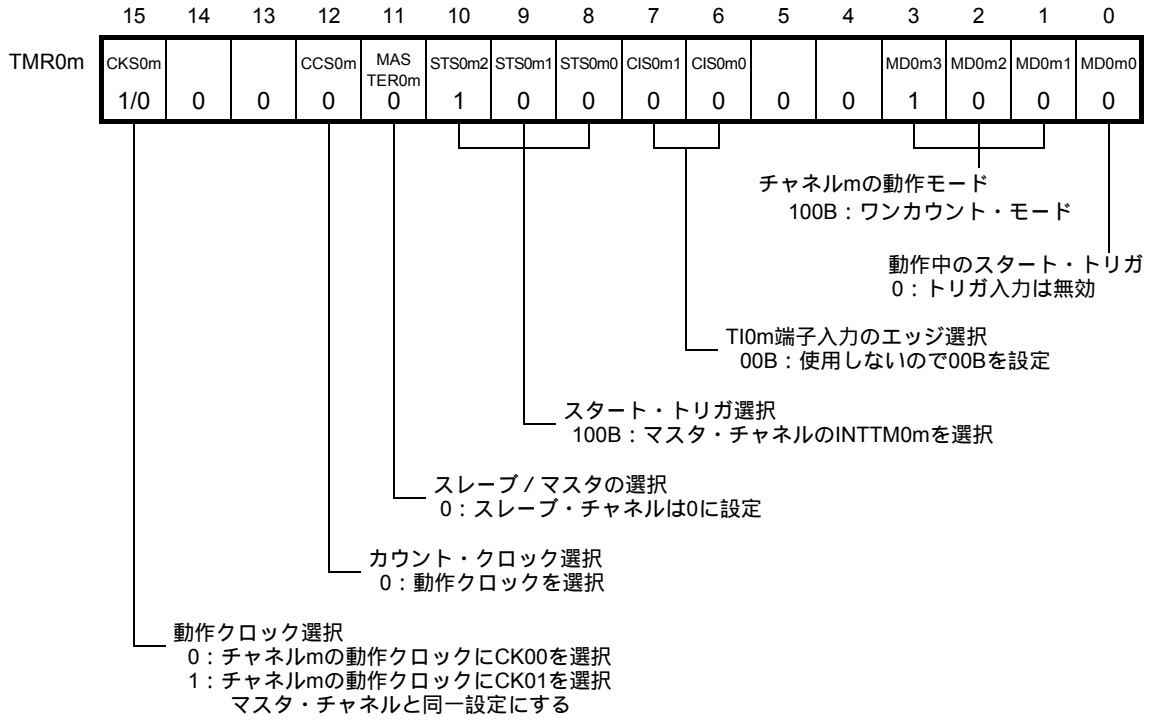 15 14 13 12 11 10 9 8 7 6 5 4 3 2 1 0
TMR0m
CKS0m CCS0m MAS TER0m STS0m2 STS0m1 STS0m0 CIS0m1 CIS0m0 MD0m3 MD0m2 MD0m1 MD0m0
1/0 0 0 0 0 1 0 0 0 0 0 0 1 0 0 0
チャネルmの動作モード
100B:ワンカウント・モード
動作中のスタート・トリガ
0:トリガ入力は無効
TI0m端子入力のエッジ選択
00B:使用しないので00Bを設定
スタート・トリガ選択
100B:マスタ・チャネルのINTTM0mを選択
スレーブ/マスタの選択
0:スレーブ・チャネルは0に設定
カウント・クロック選択
0:動作クロックを選択
動作クロック選択
0:チャネルmの動作クロックにCK00を選択
1:チャネルmの動作クロックにCK01を選択
マスタ・チャネルと同一設定にする